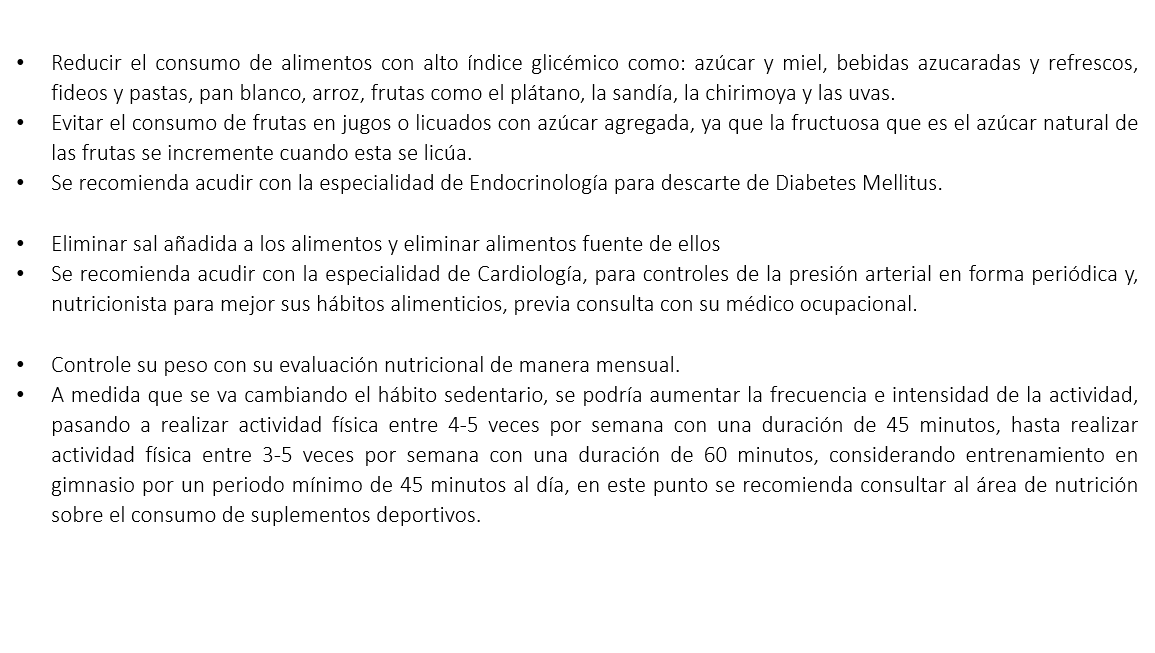 • Reducir el consumo de alimentos con alto índice glicémico como: azúcar y miel, bebidas azucaradas y refrescos,
fideos y pastas, pan blanco, arroz, frutas como el plátano, la sandía, la chirimoya y las uvas.
• Evitar el consumo de frutas en jugos o licuados con azúcar agregada, ya que la fructuosa que es el azúcar natural de
las frutas se incremente cuando esta se licúa.
• Se recomienda acudir con la especialidad de Endocrinología para descarte de Diabetes Mellitus.
• Eliminar sal añadida a los alimentos y eliminar alimentos fuente de ellos
• Se recomienda acudir con la especialidad de Cardiología, para controles de la presión arterial en forma periódica y,
nutricionista para mejor sus hábitos alimenticios, previa consulta con su médico ocupacional.
• Controle su peso con su evaluación nutricional de manera mensual.
• A medida que se va cambiando el hábito sedentario, se podría aumentar la frecuencia e intensidad de la actividad,
pasando a realizar actividad física entre 4-5 veces por semana con una duración de 45 minutos, hasta realizar
actividad física entre 3-5 veces por semana con una duración de 60 minutos, considerando entrenamiento en
gimnasio por un periodo mínimo de 45 minutos al día, en este punto se recomienda consultar al área de nutrición
sobre el consumo de suplementos deportivos.